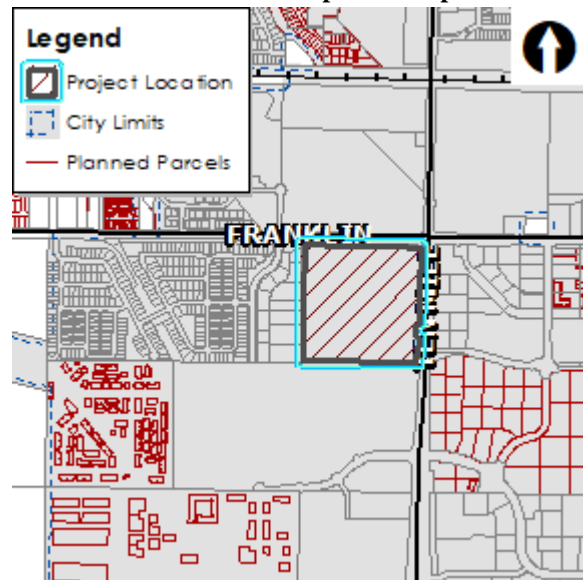 Legend
Project Location
City Limits
Planned Parcels
FRANKLIN